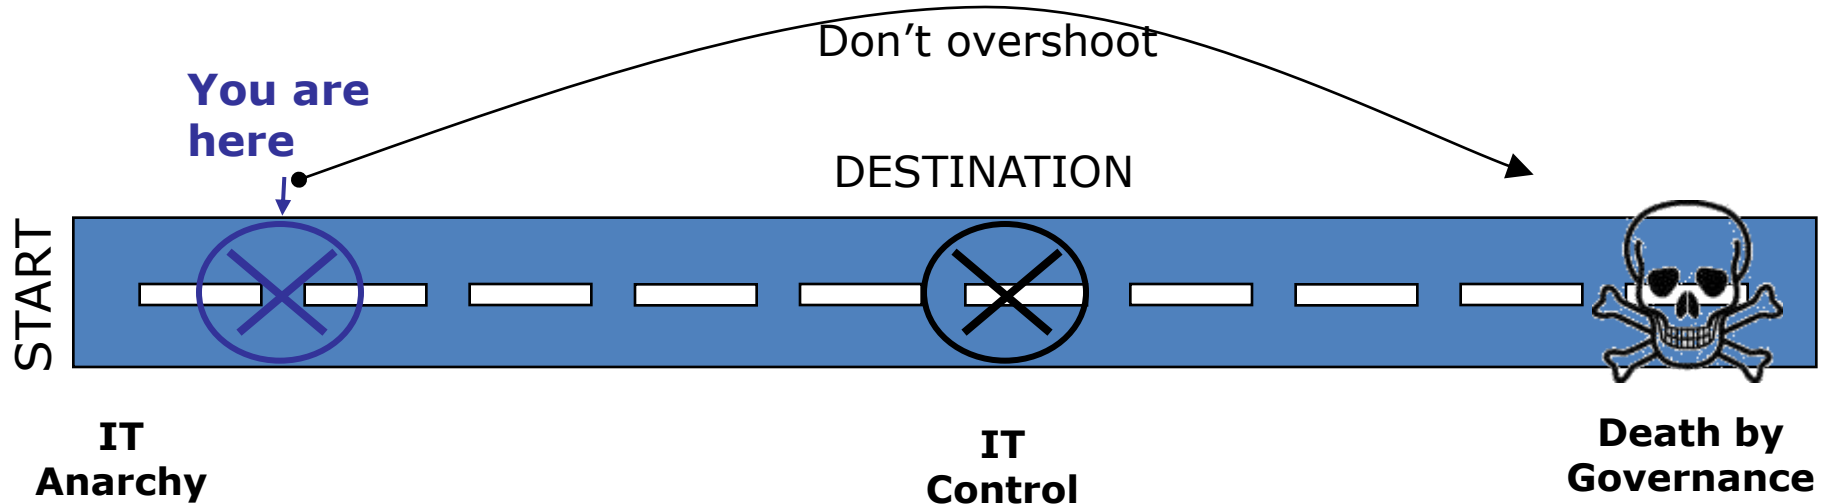 Don’t overshoot
You are
here
DESTINATION
START
IT
Anarchy
IT
Control
Death by
Governance